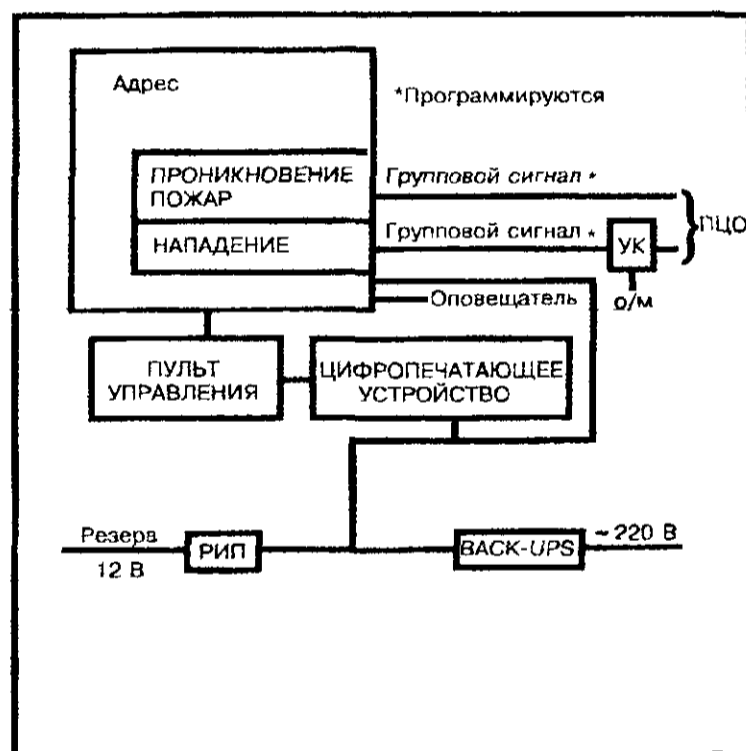 Адрес
*Программируются
ПРОНИКНОВЕНИЕ
ПОЖАР
Групповой сигнал *
НАПАДЕНИЕ
Групповой сигнал *
УК
ПЦО
о/м
Оповещатель
ПУЛЬТ
УПРАВЛЕНИЯ
ЦИФРОПЕЧАТАЮЩЕЕ
УСТРОЙСТВО
Резерв
12 В
РИП
BACK-UPS
~220 В